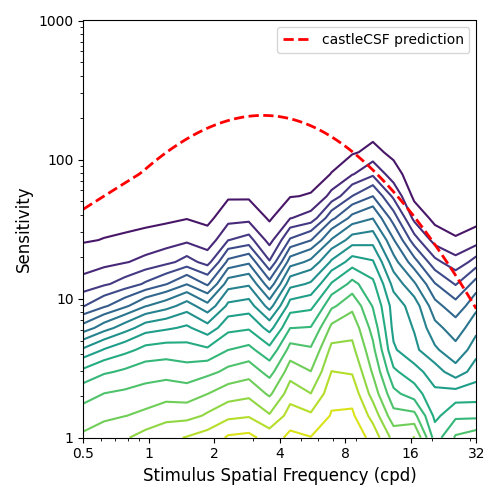 castleCSF prediction
Sensitivity
1000
100
10
1
0.5 1 2 4 8 16 32
Stimulus Spatial Frequency (cpd)